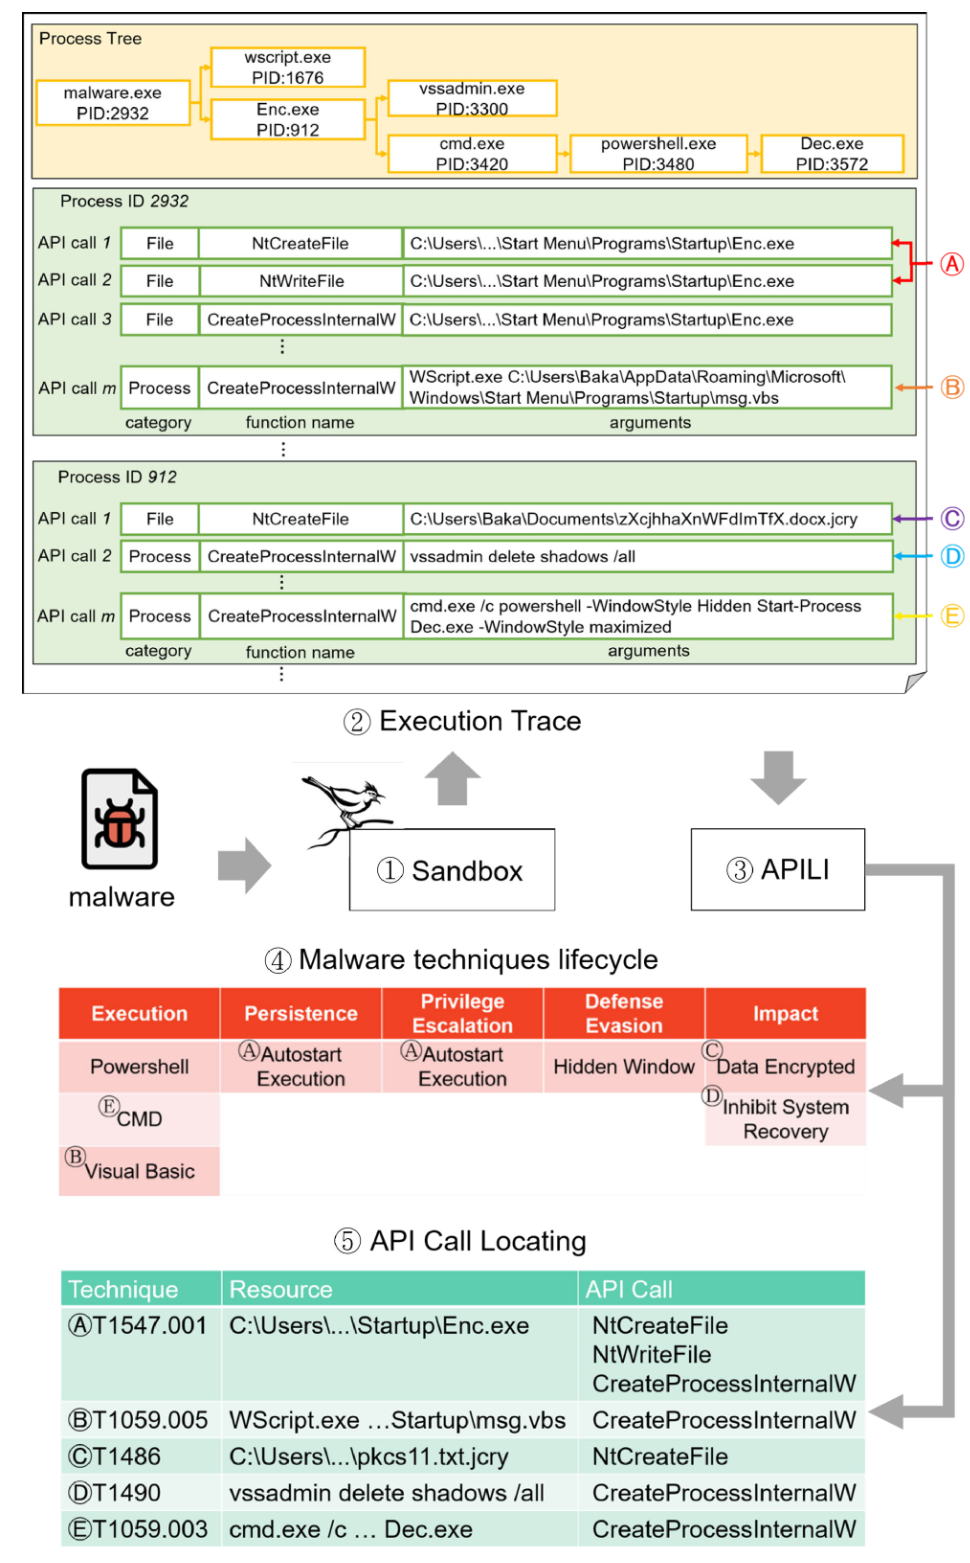 Process Tree
wscript.exe
PID:1676
malware.exe
PID:2932
vssadmin.exe
PID:3300
Enc.exe
PID:912
cmd.exe
PID:3420
powershell.exe
PID:3480
Dec.exe
PID:3572
Process ID 2932
API call 1 File NtCreateFile C:\Users\...\Start Menu\Programs\Startup\Enc.exe
Ⓐ
API call 2 File NtWriteFile C:\Users\...\Start Menu\Programs\Startup\Enc.exe
API call 3 File CreateProcessInternalW C:\Users\...\Start Menu\Programs\Startup\Enc.exe
⋮
API call m Process CreateProcessInternalW WScript.exe C:\Users\Baka\AppData\Roaming\Microsoft\
Windows\Start Menu\Programs\Startup\msg.vbs
Ⓑ
category function name arguments
⋮
Process ID 912
API call 1 File NtCreateFile C:\Users\Baka\Documents\zXcjhhaXnWFdImTfX.docx.jcry Ⓒ
API call 2 Process CreateProcessInternalW vssadmin delete shadows /all Ⓓ
⋮
API call m Process CreateProcessInternalW cmd.exe /c powershell -WindowStyle Hidden Start-Process
Dec.exe -WindowStyle maximized
Ⓔ
category function name arguments
⋮
② Execution Trace
malware
① Sandbox
③ APILI
④ Malware techniques lifecycle
Execution Persistence Privilege
Escalation Defense
Evasion Impact
Powershell ⒶAutostart
Execution ⒶAutostart
Execution Hidden Window ⒸData Encrypted
ⒺCMD ⒹInhibit System
Recovery
ⒷVisual Basic
⑤ API Call Locating
Technique Resource API Call
ⒶT1547.001 C:\Users\...\Startup\Enc.exe NtCreateFile
NtWriteFile
CreateProcessInternalW
ⒷT1059.005 WScript.exe ...Startup\msg.vbs CreateProcessInternalW
ⒸT1486 C:\Users\...\pkcs11.txt.jcry NtCreateFile
ⒹT1490 vssadmin delete shadows /all CreateProcessInternalW
ⒺT1059.003 cmd.exe /c ... Dec.exe CreateProcessInternalW